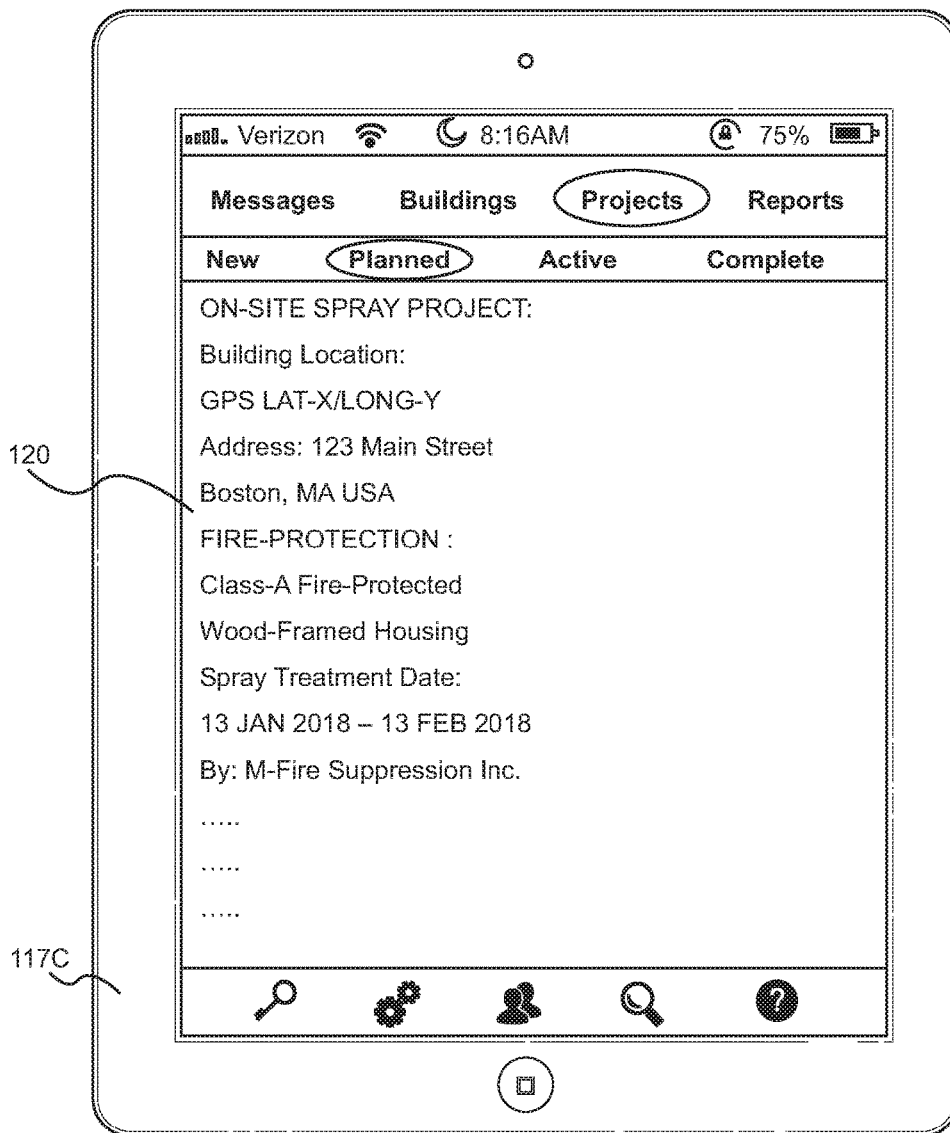 Verizon 8:16AM 75%
Messages Buildings Projects Reports
New Planned Active Complete
ON-SITE SPRAY PROJECT:
Building Location:
GPS LAT-X/LONG-Y
Address: 123 Main Street
120
Boston, MA USA
FIRE-PROTECTION :
Class-A Fire-Protected
Wood-Framed Housing
Spray Treatment Date:
13 JAN 2018 – 13 FEB 2018
By: M-Fire Suppression Inc.
.....
.....
.....
117C
?